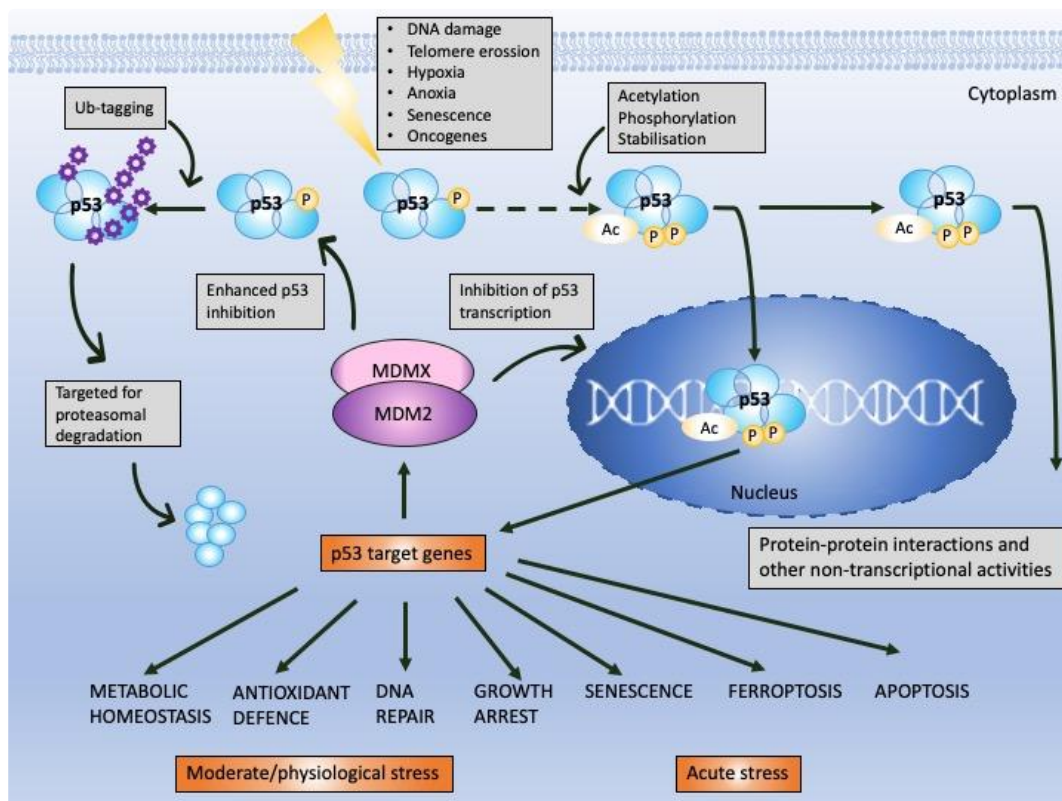 • DNA damage
• Telomere erossion
• Hypoxia
• Anoxia
• Senescence
• Oncogenes
Cytoplasm
Ub-tagging
Acetylation
Phosphorylation
Stabilisation
p53
p53
P
p53
P
p53
Ac
P
P
p53
Ac
P
P
Enhanced p53
inhibition
Inhibition of p53
transcription
MDMX
MDM2
Targeted for
proteasomal
degradation
p53
Ac
P
P
Nucleus
p53 target genes
Protein-protein interactions and
other non-transcriptional activities
METABOLIC
HOMEOSTASIS
ANTIOXIDANT
DEFENCE
DNA
REPAIR
GROWTH
ARREST
SENESCENCE
FERROPTOSIS
APOPTOSIS
Moderate/physiological stress
Acute stress